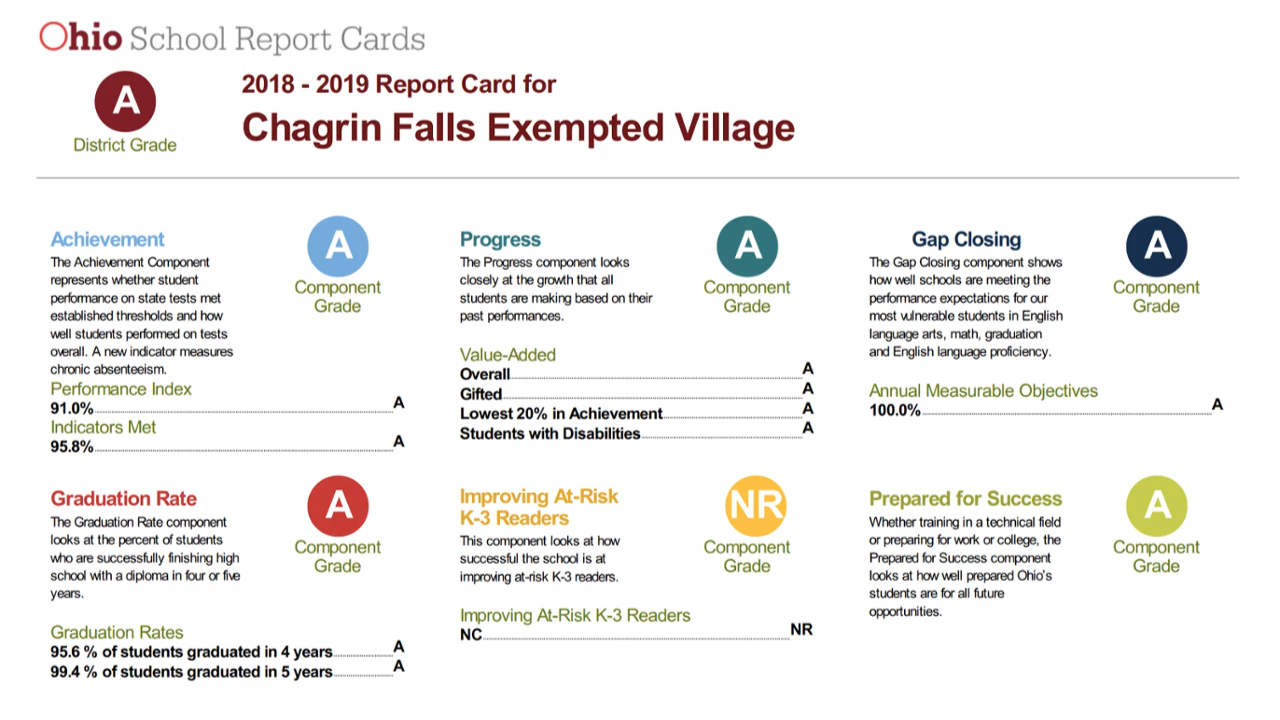 Ohio School Report Cards
A
District Grade
2018 - 2019 Report Card for
Chagrin Falls Exempted Village
Achievement
The Achievement Component
represents whether student
performance on state tests met
established thresholds and how
well students performed on tests
overall. A new indicator measures
chronic absenteeism.
A
Component
Grade
Performance Index
91.0% A
Indicators Met
95.8% A
Progress
The Progress component looks
closely at the growth that all
students are making based on their
past performances.
A
Component
Grade
Value-Added
Overall A
Gifted A
Lowest 20% in Achievement A
Students with Disabilities A
Gap Closing
The Gap Closing component shows
how well schools are meeting the
performance expectations for our
most vulnerable students in English
language arts, math, graduation
and English language proficiency.
A
Component
Grade
Annual Measurable Objectives
100.0% A
Graduation Rate
The Graduation Rate component
looks at the percent of students
who are successfully finishing high
school with a diploma in four or five
years.
A
Component
Grade
Graduation Rates
95.6 % of students graduated in 4 years A
99.4 % of students graduated in 5 years A
Improving At-Risk
K-3 Readers
This component looks at how
successful the school is at
improving at-risk K-3 readers.
NR
Component
Grade
Improving At-Risk K-3 Readers
NC NR
Prepared for Success
Whether training in a technical field
or preparing for work or college, the
Prepared for Success component
looks at how well prepared Ohio's
students are for all future
opportunities.
A
Component
Grade